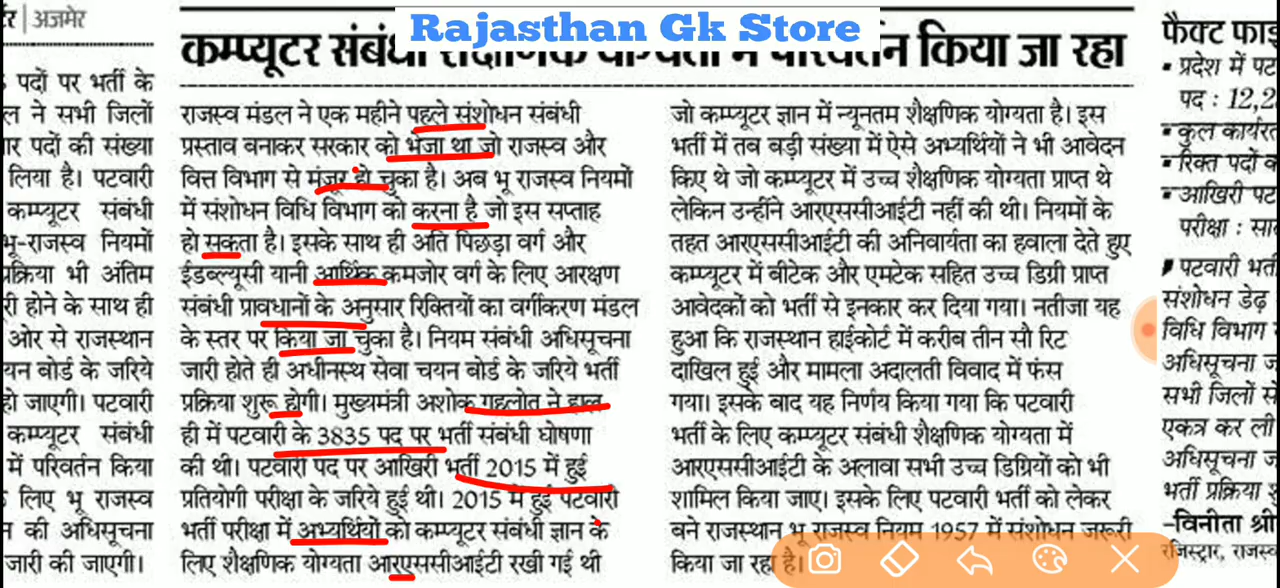 Rajasthan Gk Store
अजमेर
कम्प्यूटर संबंधी शैक्षणिक योग्यता में परिवर्तन किया जा रहा
पदों पर भर्ती के
ल ने सभी जिलों
पदों की संख्या
लिया है। पटवारी
कम्प्यूटर संबंधी
भू-राजस्व नियमों
प्रक्रिया भी अंतिम
री होने के साथ ही
ओर से राजस्थान
यन बोर्ड के जरिये
हो जाएगी। पटवारी
कम्प्यूटर संबंधी
में परिवर्तन किया
लिए भू राजस्व
न की अधिसूचना
जारी की जाएगी।
राजस्व मंडल ने एक महीने पहले संशोधन संबंधी
प्रस्ताव बनाकर सरकार को भेजा था जो राजस्व और
वित्त विभाग से मंजूर हो चुका है। अब भू राजस्व नियमों
में संशोधन विधि विभाग को करना है जो इस सप्ताह
हो सकता है। इसके साथ ही अति पिछड़ा वर्ग और
ईडब्ल्यूसी यानी आर्थिक कमजोर वर्ग के लिए आरक्षण
संबंधी प्रावधानों के अनुसार रिक्तियों का वर्गीकरण मंडल
के स्तर पर किया जा चुका है। नियम संबंधी अधिसूचना
जारी होते ही अधीनस्थ सेवा चयन बोर्ड के जरिये भर्ती
प्रक्रिया शुरू होगी। मुख्यमंत्री अशोक गहलोत ने हाल
ही में पटवारी के 3835 पद पर भर्ती संबंधी घोषणा
की थी। पटवारी पद पर आखिरी भर्ती 2015 में हुई
प्रतियोगी परीक्षा के जरिये हुई थी। 2015 में हुई पटवारी
भर्ती परीक्षा में अभ्यर्थियों को कम्प्यूटर संबंधी ज्ञान के
लिए शैक्षणिक योग्यता आरएससीआईटी रखी गई थी
जो कम्प्यूटर ज्ञान में न्यूनतम शैक्षणिक योग्यता है। इस
भर्ती में तब बड़ी संख्या में ऐसे अभ्यर्थियों ने भी आवेदन
किए थे जो कम्प्यूटर में उच्च शैक्षणिक योग्यता प्राप्त थे
लेकिन उन्होंने आरएससीआईटी नहीं की थी। नियमों के
तहत आरएससीआईटी की अनिवार्यता का हवाला देते हुए
कम्प्यूटर में बीटेक और एमटेक सहित उच्च डिग्री प्राप्त
आवेदकों को भर्ती से इनकार कर दिया गया। नतीजा यह
हुआ कि राजस्थान हाईकोर्ट में करीब तीन सौ रिट
दाखिल हुई और मामला अदालती विवाद में फंस
गया। इसके बाद यह निर्णय किया गया कि पटवारी
भर्ती के लिए कम्प्यूटर संबंधी शैक्षणिक योग्यता में
आरएससीआईटी के अलावा सभी उच्च डिग्रियों को भी
शामिल किया जाए। इसके लिए पटवारी भर्ती को लेकर
बने राजस्थान भू राजस्व नियम 1957 में संशोधन जरूरी
किया जा रहा है।
फैक्ट फाइ
• प्रदेश में पट
पद : 12,2
• कुल कार्यरत
• रिक्त पदों क
• आखिरी पट
परीक्षा : सा
पटवारी भर्ती
संशोधन डेढ़
विधि विभाग
अधिसूचना ज
सभी जिलों से
एकत्र कर ली
अधिसूचना ज
भर्ती प्रक्रिया शु
-विनीता श्री
रजिस्ट्रार, राजस्व